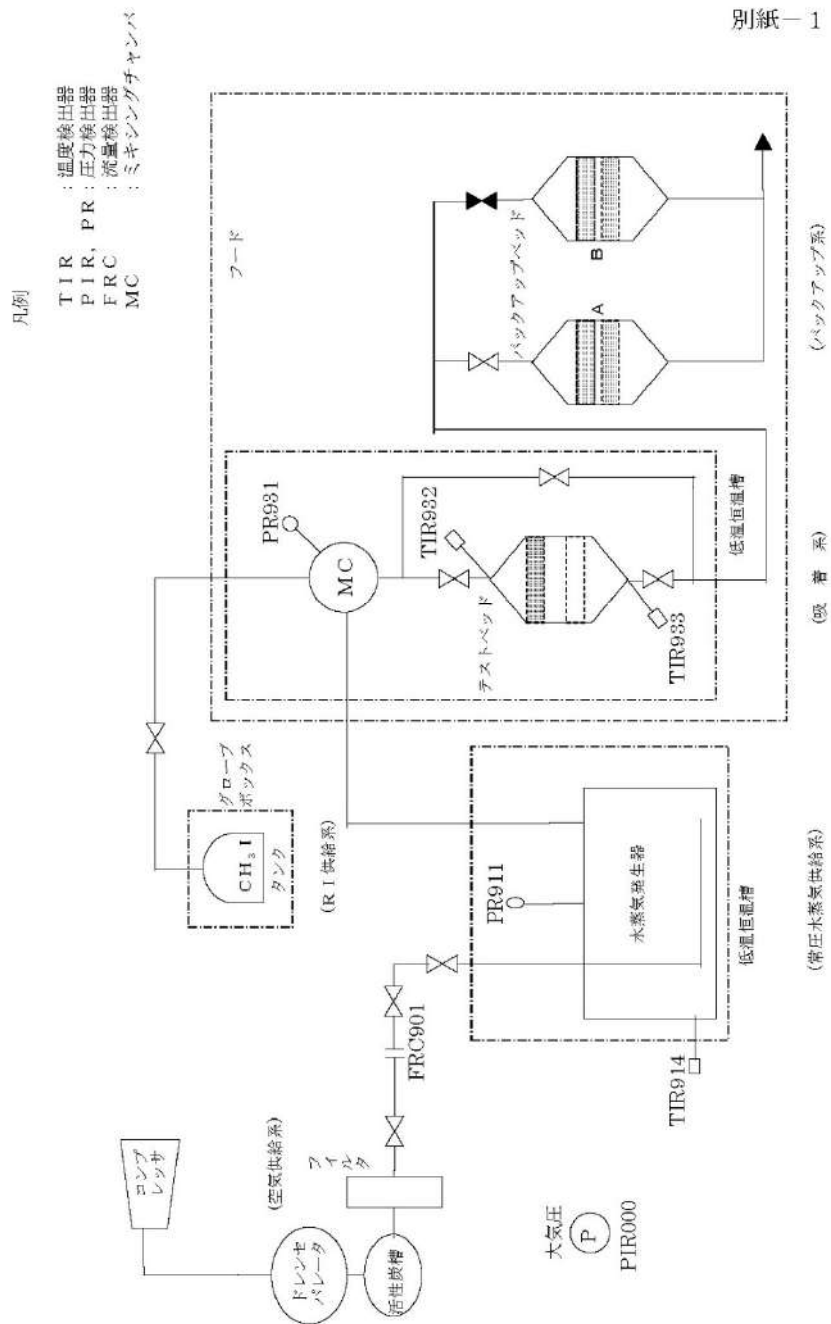 別紙－1
凡例
TIR : 温度検出器
PIR, PR : 圧力検出器
FRC : 流量検出器
MC : ミキシングチャンバ
コンプ
レッサ
ドレンセ
パレータ
活性炭槽
(空気供給系)
フィル
タ
FRC901
大気圧
P
PIR000
グローブ
ボックス
CH₃I
タンク
(RI供給系)
PR911
水蒸気発生器
TIR914
低温恒温槽
(常圧水蒸気供給系)
フード
PR931
MC
TIR932
テストベッド
TIR933
低温恒温槽
(吸着系)
バックアップベッド
A
B
(バックアップ系)